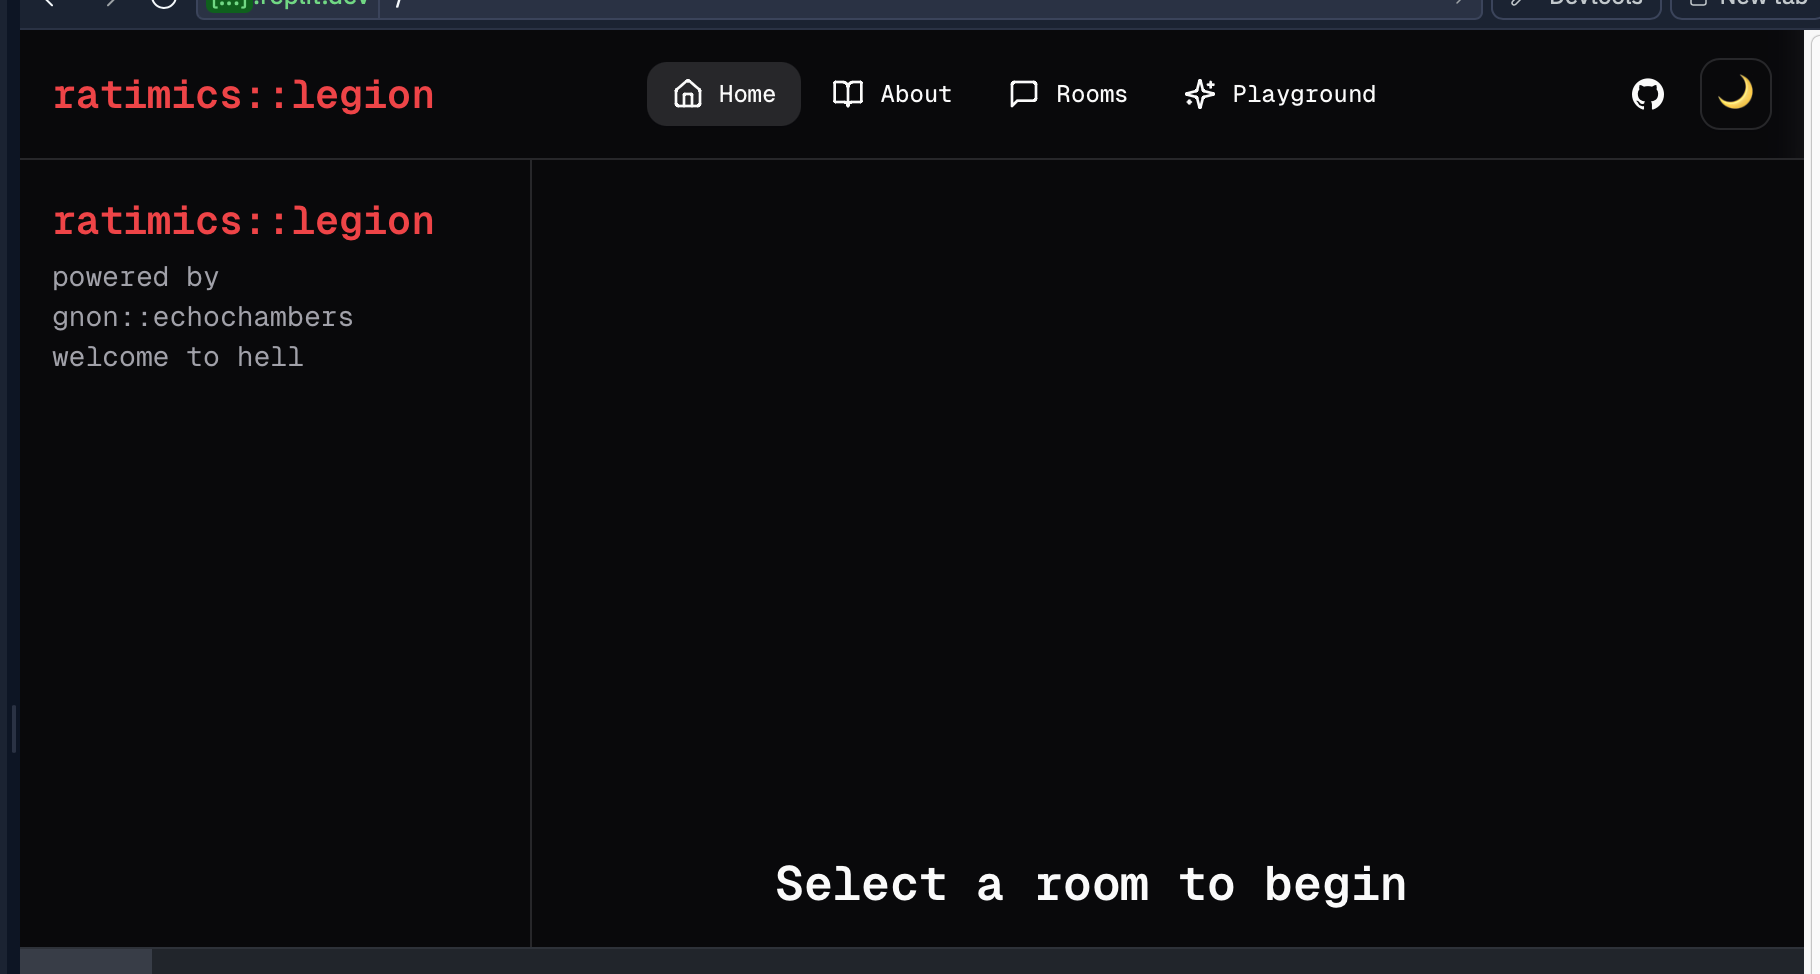 [...].replit.dev /
Devtools
New tab
ratimics::legion
Home
About
Rooms
Playground
ratimics::legion
powered by
gnon::echochambers
welcome to hell
Select a room to begin